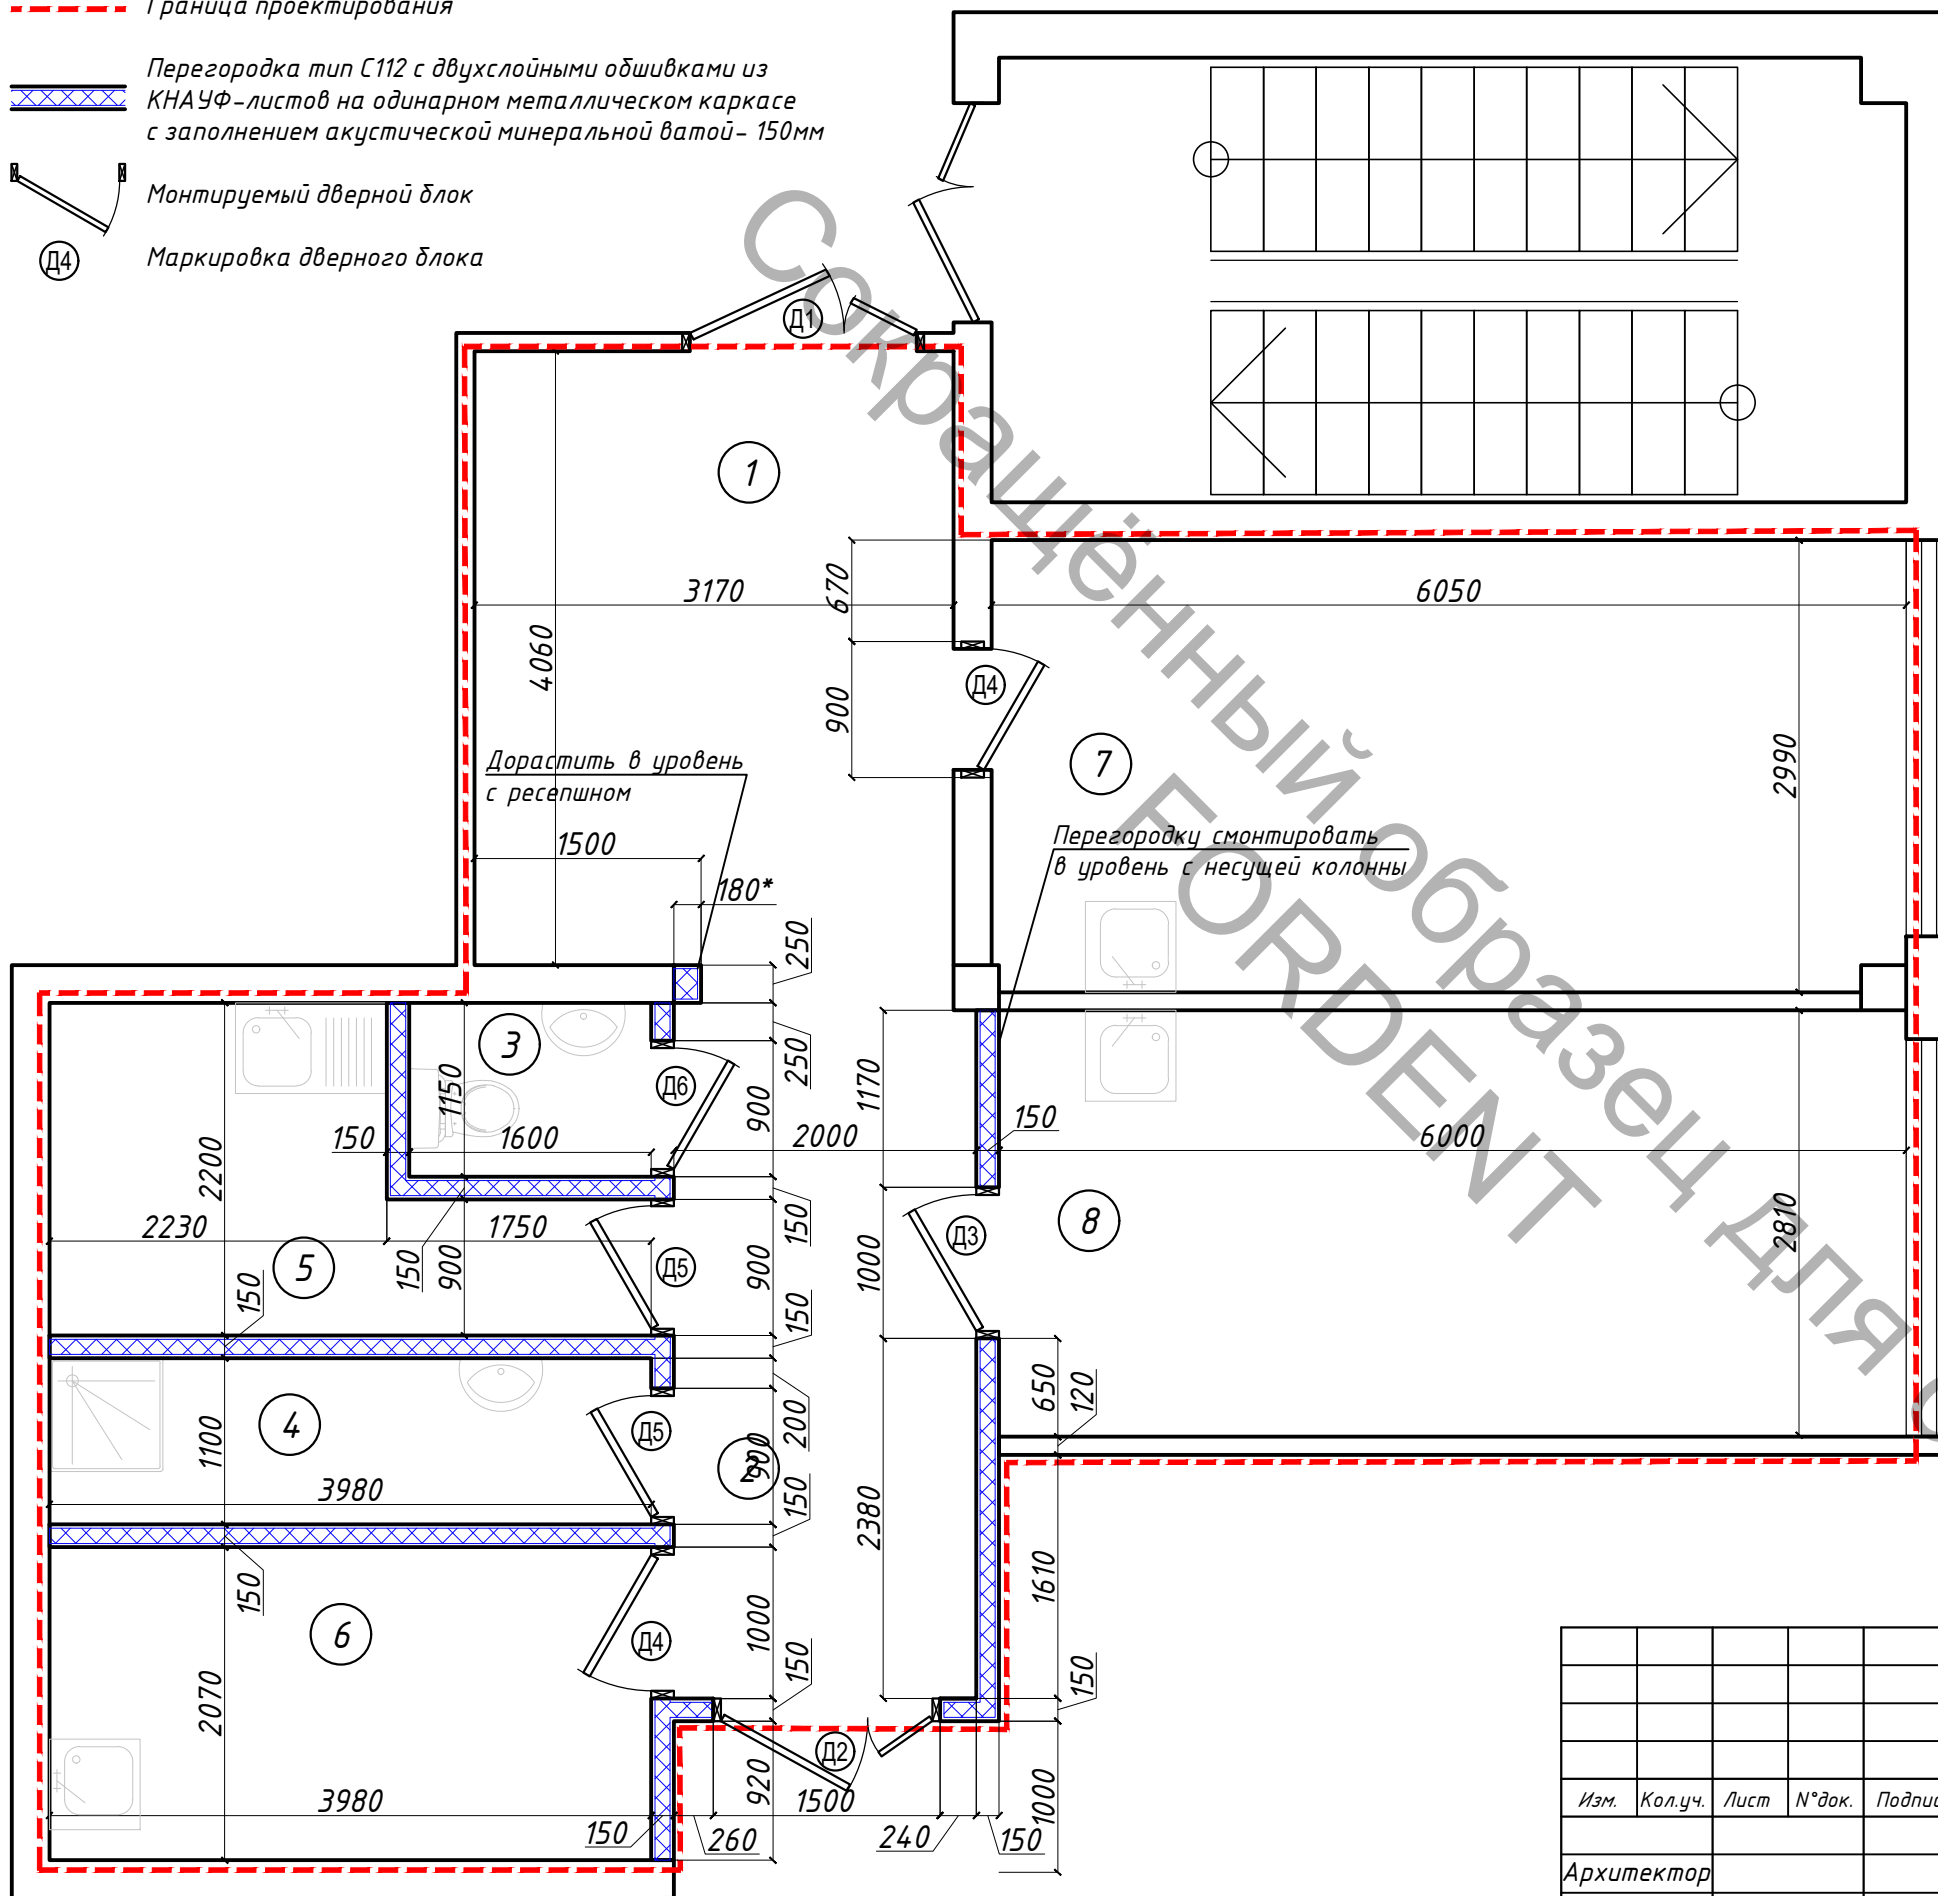 Граница проектирования
Перегородка тип С112 с двухслойными обшивками из
КНАУФ-листов на одинарном металлическом каркасе
с заполнением акустической минеральной ватой- 150мм
Монтируемый дверной блок
Д4
Маркировка дверного блока
Д1
1
670
3170
6050
4060
Д4
900
7
2990
Дорастить в уровень
с ресепшном
Перегородку смонтировать
в уровень с несущей колонны
1500
180*
250
3
250
1150
Д6
900
1170
150
1600
2000
150
6000
2200
2230
1750
150
8
2810
5
150
150
900
Д5
900
Д3
1000
150
4
1100
Д5
200
900
2
650
120
3980
150
2380
150
6
1000
Д4
1610
150
150
2070
Д2
920
1000
3980
1500
150
260
240
150
Изм.
Кол.уч.
Лист
N°док.
Архитектор
Сокращённый образец для
FORDENT